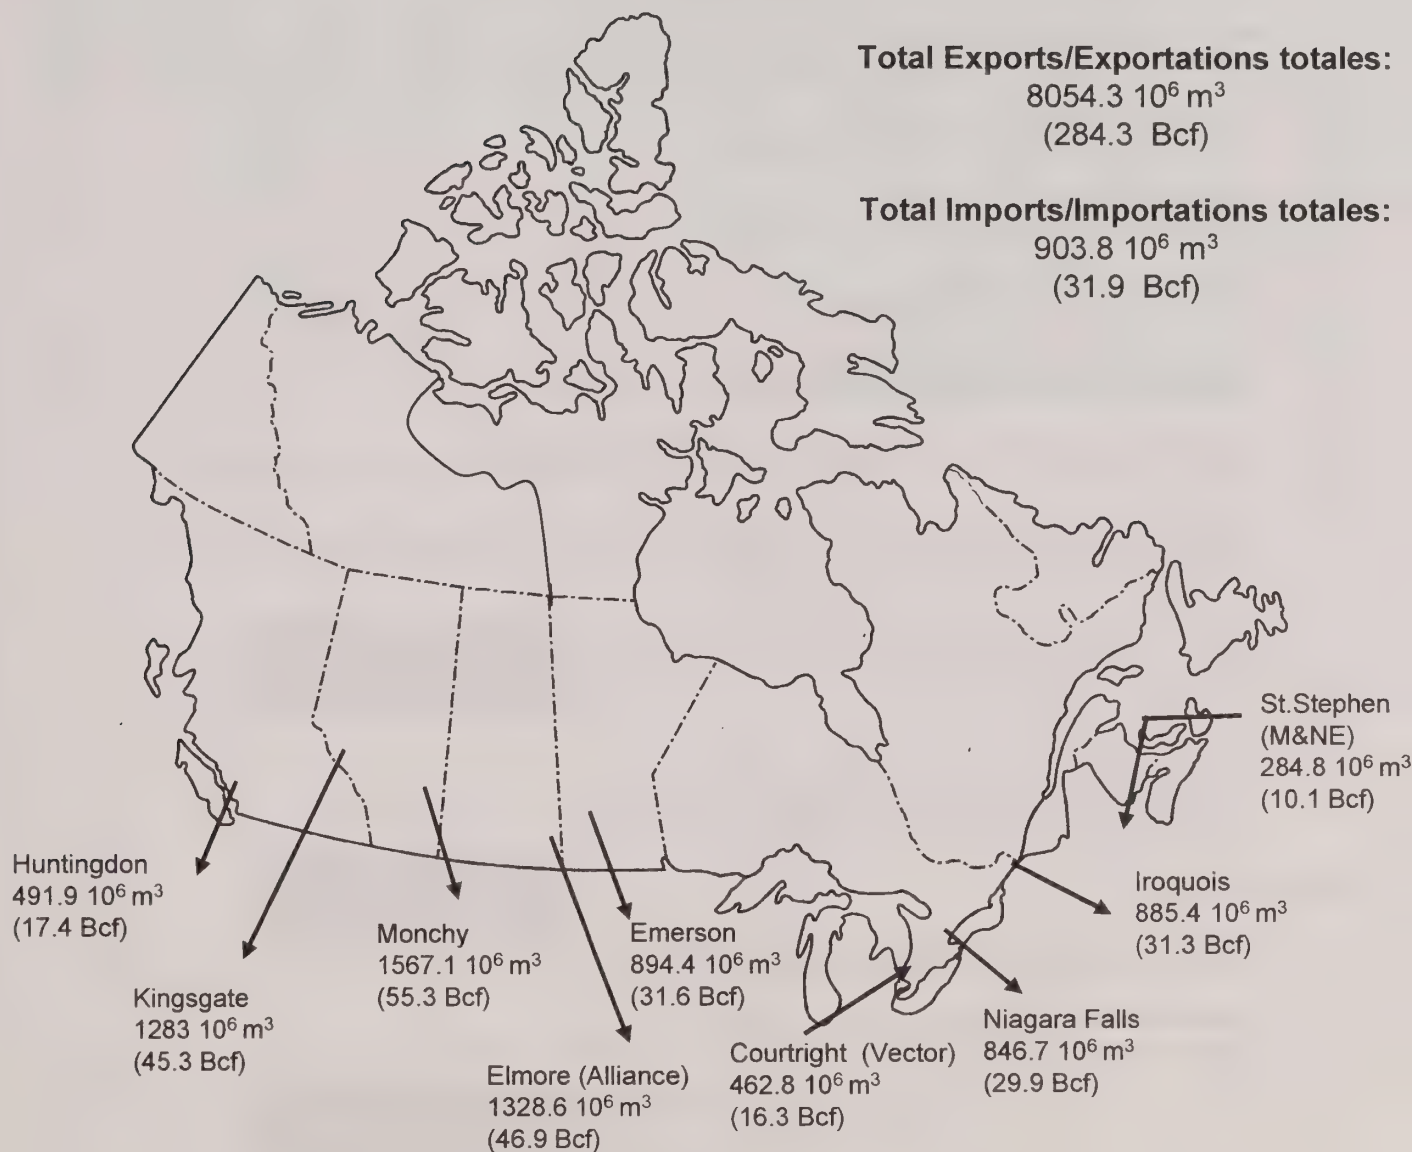 Total Exports/Exportations totales:
8054.3 10⁶ m³
(284.3 Bcf)
Total Imports/Importations totales:
903.8 10⁶ m³
(31.9 Bcf)
St.Stephen
(M&NE)
284.8 10⁶ m³
(10.1 Bcf)
Huntingdon
491.9 10⁶ m³
(17.4 Bcf)
Kingsgate
1283 10⁶ m³
(45.3 Bcf)
Monchy
1567.1 10⁶ m³
(55.3 Bcf)
Elmore (Alliance)
1328.6 10⁶ m³
(46.9 Bcf)
Emerson
894.4 10⁶ m³
(31.6 Bcf)
Courtright (Vector)
462.8 10⁶ m³
(16.3 Bcf)
Niagara Falls
846.7 10⁶ m³
(29.9 Bcf)
Iroquois
885.4 10⁶ m³
(31.3 Bcf)